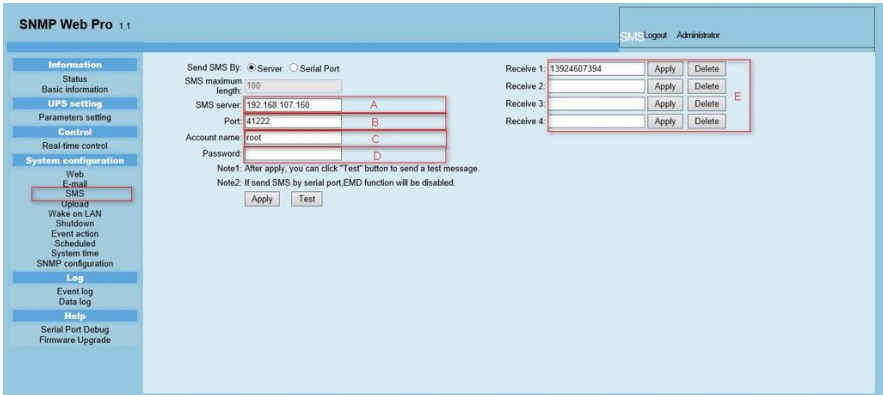 SNMP Web Pro 1.1
SMS Logout Administrator
Information
Status
Basic information
UPS setting
Parameters setting
Control
Real-time control
System configuration
Web
E-mail
SMS
Upload
Wake on LAN
Shutdown
Event action
Scheduled
System time
SNMP configuration
Log
Event log
Data log
Help
Serial Port Debug
Firmware Upgrade
Send SMS By: Server Serial Port
SMS maximum length: 100
SMS server: 192.168.107.160 A
Port: 41222 B
Account name: root C
Password: D
Note1: After apply, you can click "Test" button to send a test message.
Note2: If send SMS by serial port,EMD function will be disabled.
Apply Test
Receive 1: 13924607394 Apply Delete
Receive 2: Apply Delete
E
Receive 3: Apply Delete
Receive 4: Apply Delete